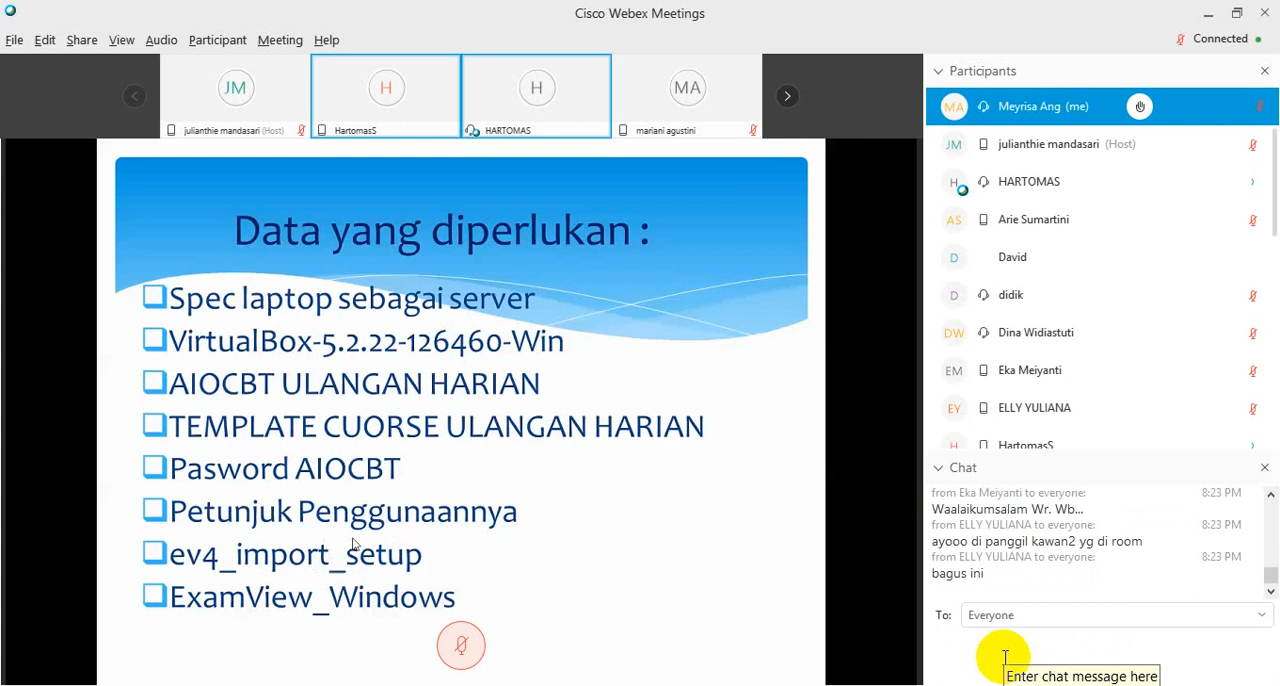 Cisco Webex Meetings
File Edit Share View Audio Participant Meeting Help
Connected
JM
julianthie mandasari (Host)
H
HartomasS
H
HARTOMAS
MA
mariani agustini
Data yang diperlukan :
Spec laptop sebagai server
VirtualBox-5.2.22-126460-Win
AIOCBT ULANGAN HARIAN
TEMPLATE CUORSE ULANGAN HARIAN
Pasword AIOCBT
Petunjuk Penggunaannya
ev4_import_setup
ExamView_Windows
Participants
MA Meyrisa Ang (me)
JM julianthie mandasari (Host)
H HARTOMAS
AS Arie Sumartini
D David
D didik
DW Dina Widiastuti
EM Eka Meiyanti
EY ELLY YULIANA
H HartomasS
Chat
from Eka Meiyanti to everyone: 8:23 PM
Waalaikumsalam Wr. Wb...
from ELLY YULIANA to everyone: 8:23 PM
ayooo di panggil kawan2 yg di room
from ELLY YULIANA to everyone: 8:23 PM
bagus ini
To: Everyone
Enter chat message here